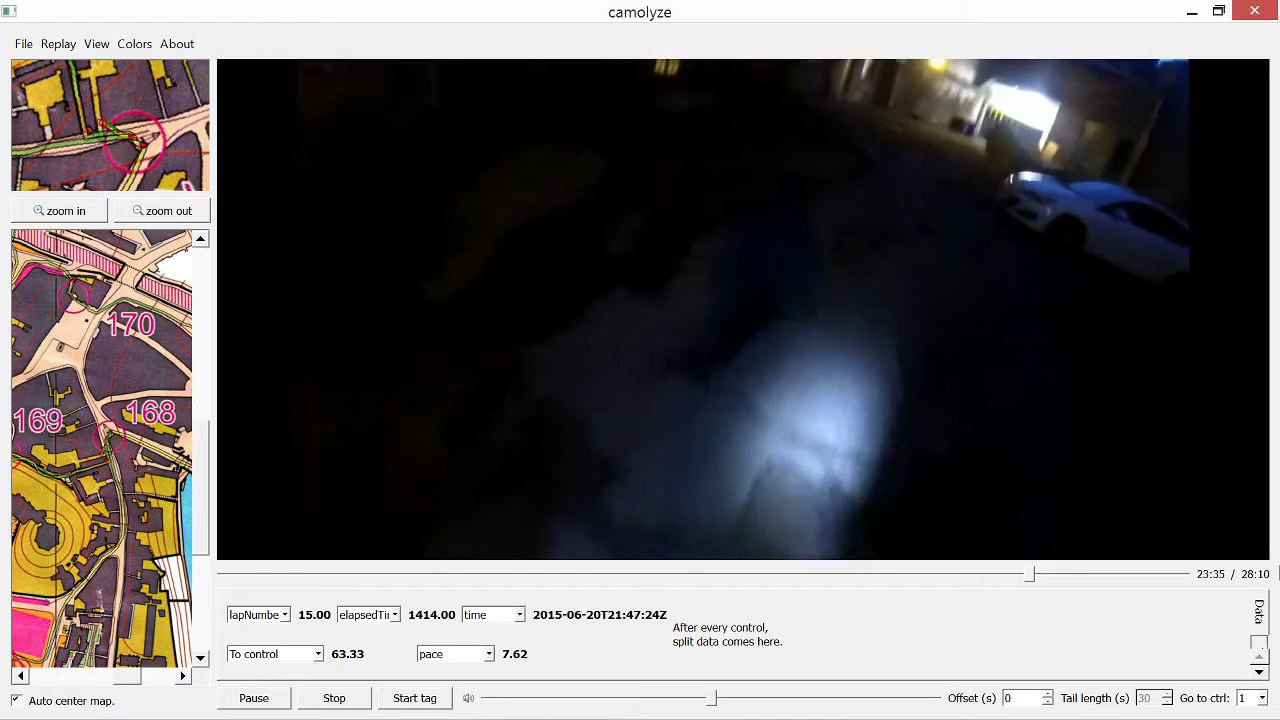 camolyze
File Replay View Colors About
zoom in zoom out
170
169 168
23:35 / 28:10
lapNumbe 15.00 elapsedTii 1414.00 time 2015-06-20T21:47:24Z
After every control,
split data comes here.
To control 63.33 pace 7.62
Data
Auto center map.
Pause Stop Start tag Offset (s) 0 Tail length (s) 30 Go to ctrl: 1